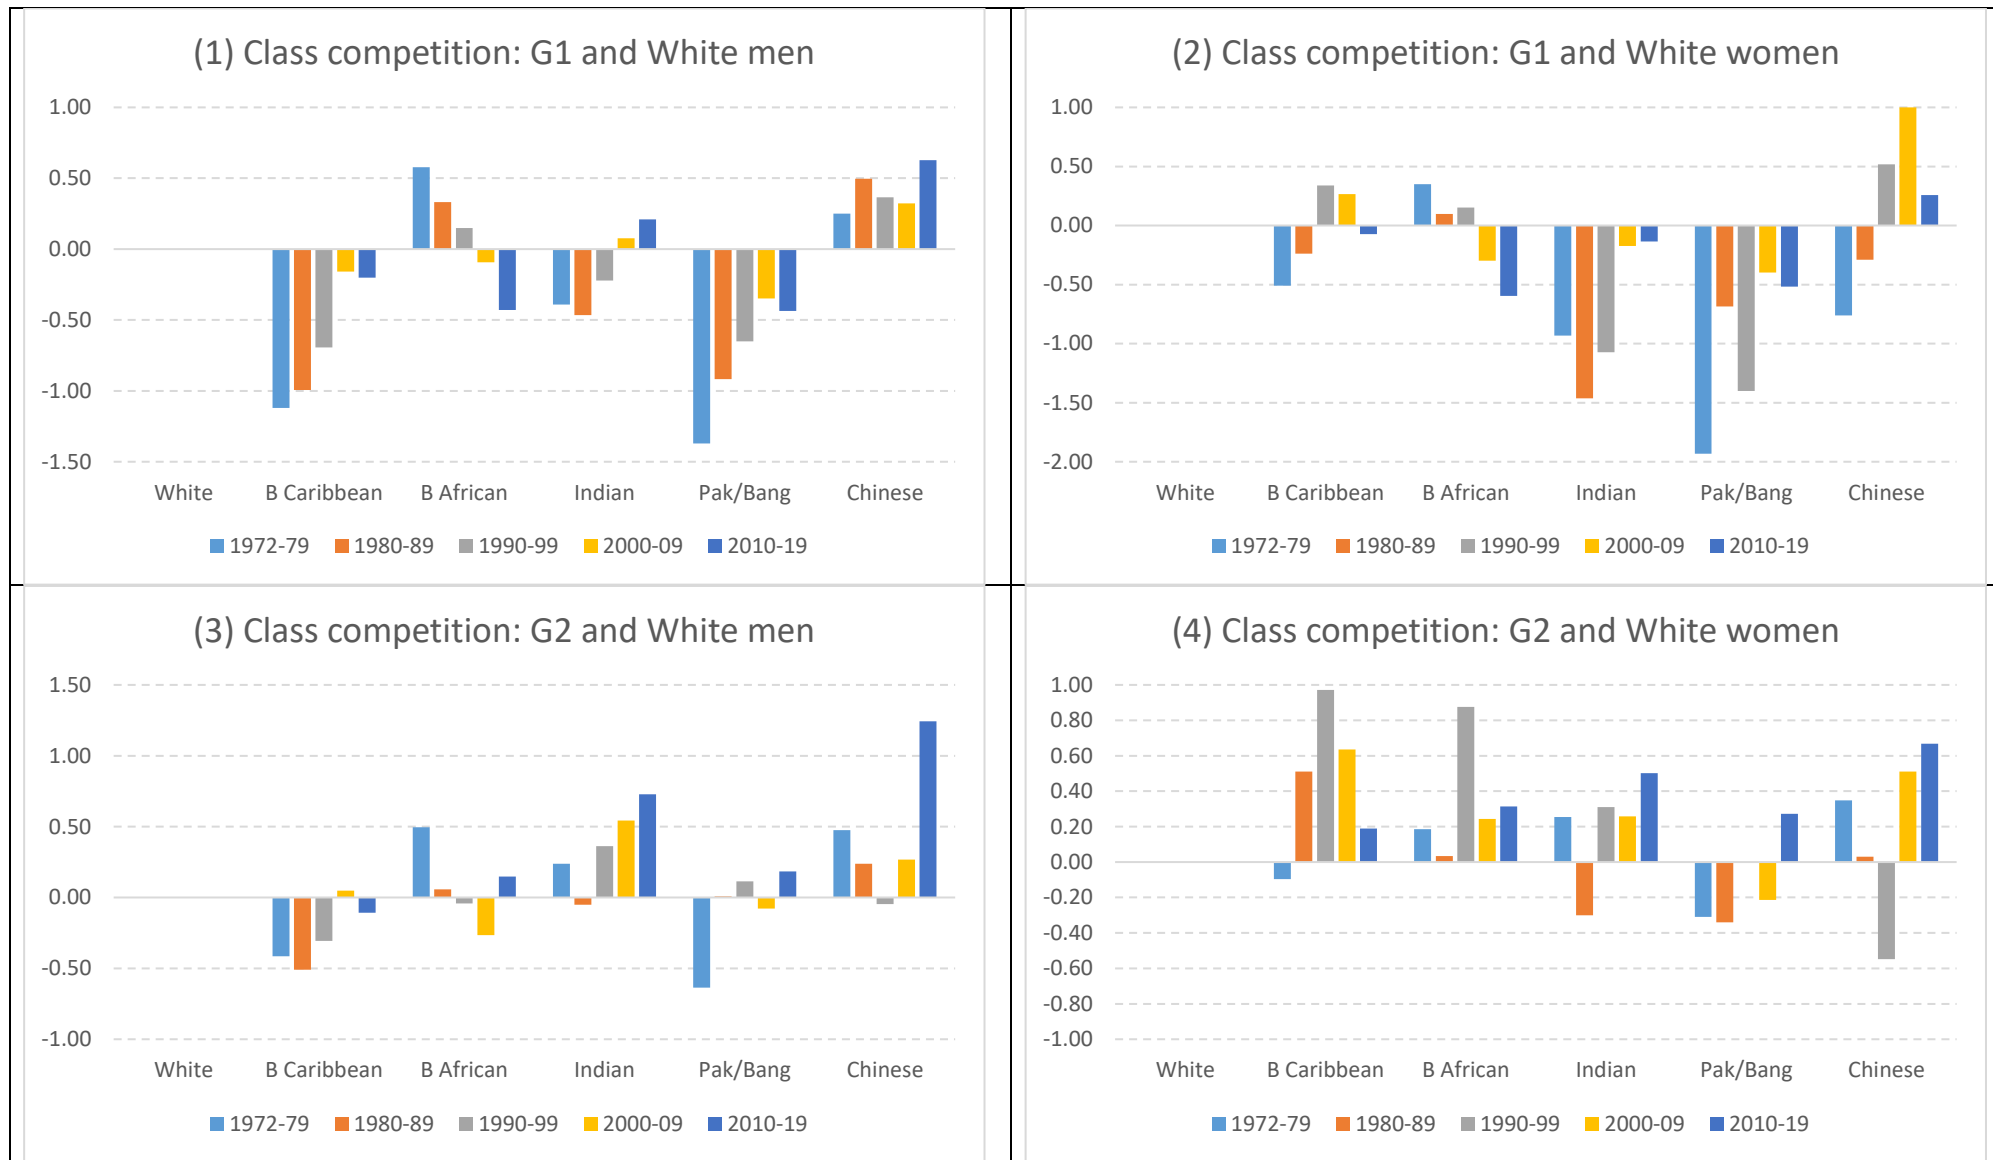 (1) Class competition: G1 and White men
1.00
0.50
0.00
-0.50
-1.00
-1.50
White B Caribbean B African Indian Pak/Bang Chinese
1972-79 1980-89 1990-99 2000-09 2010-19
(2) Class competition: G1 and White women
1.00
0.50
0.00
-0.50
-1.00
-1.50
-2.00
White B Caribbean B African Indian Pak/Bang Chinese
1972-79 1980-89 1990-99 2000-09 2010-19
(3) Class competition: G2 and White men
1.50
1.00
0.50
0.00
-0.50
-1.00
White B Caribbean B African Indian Pak/Bang Chinese
1972-79 1980-89 1990-99 2000-09 2010-19
(4) Class competition: G2 and White women
1.00
0.80
0.60
0.40
0.20
0.00
-0.20
-0.40
-0.60
-0.80
-1.00
White B Caribbean B African Indian Pak/Bang Chinese
1972-79 1980-89 1990-99 2000-09 2010-19